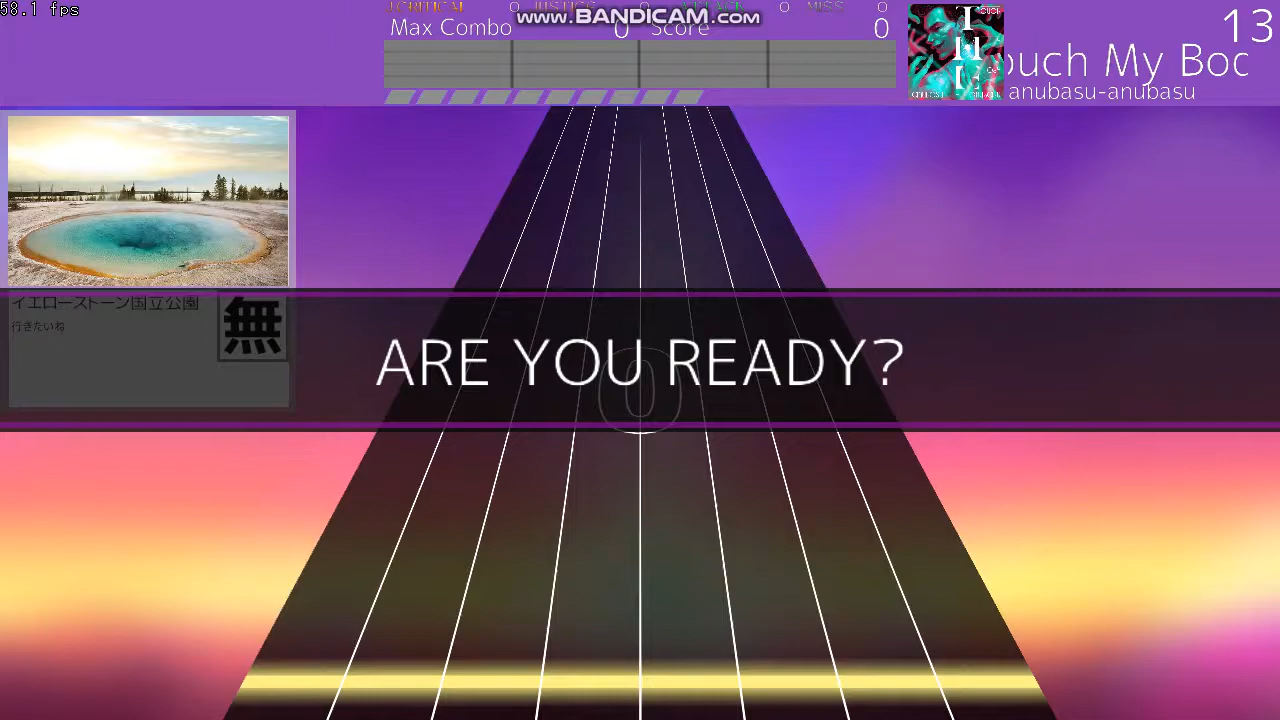 58.1 fps
J.CRITICAL 0 JUSTICE 0 ATTACK 0 MISS 0
www.BANDICAM.com
Max Combo 0 Score 0
13
ouch My Boc
anubasu-anubasu
イエローストーン国立公園
行きたいね
無
ARE YOU READY?
0